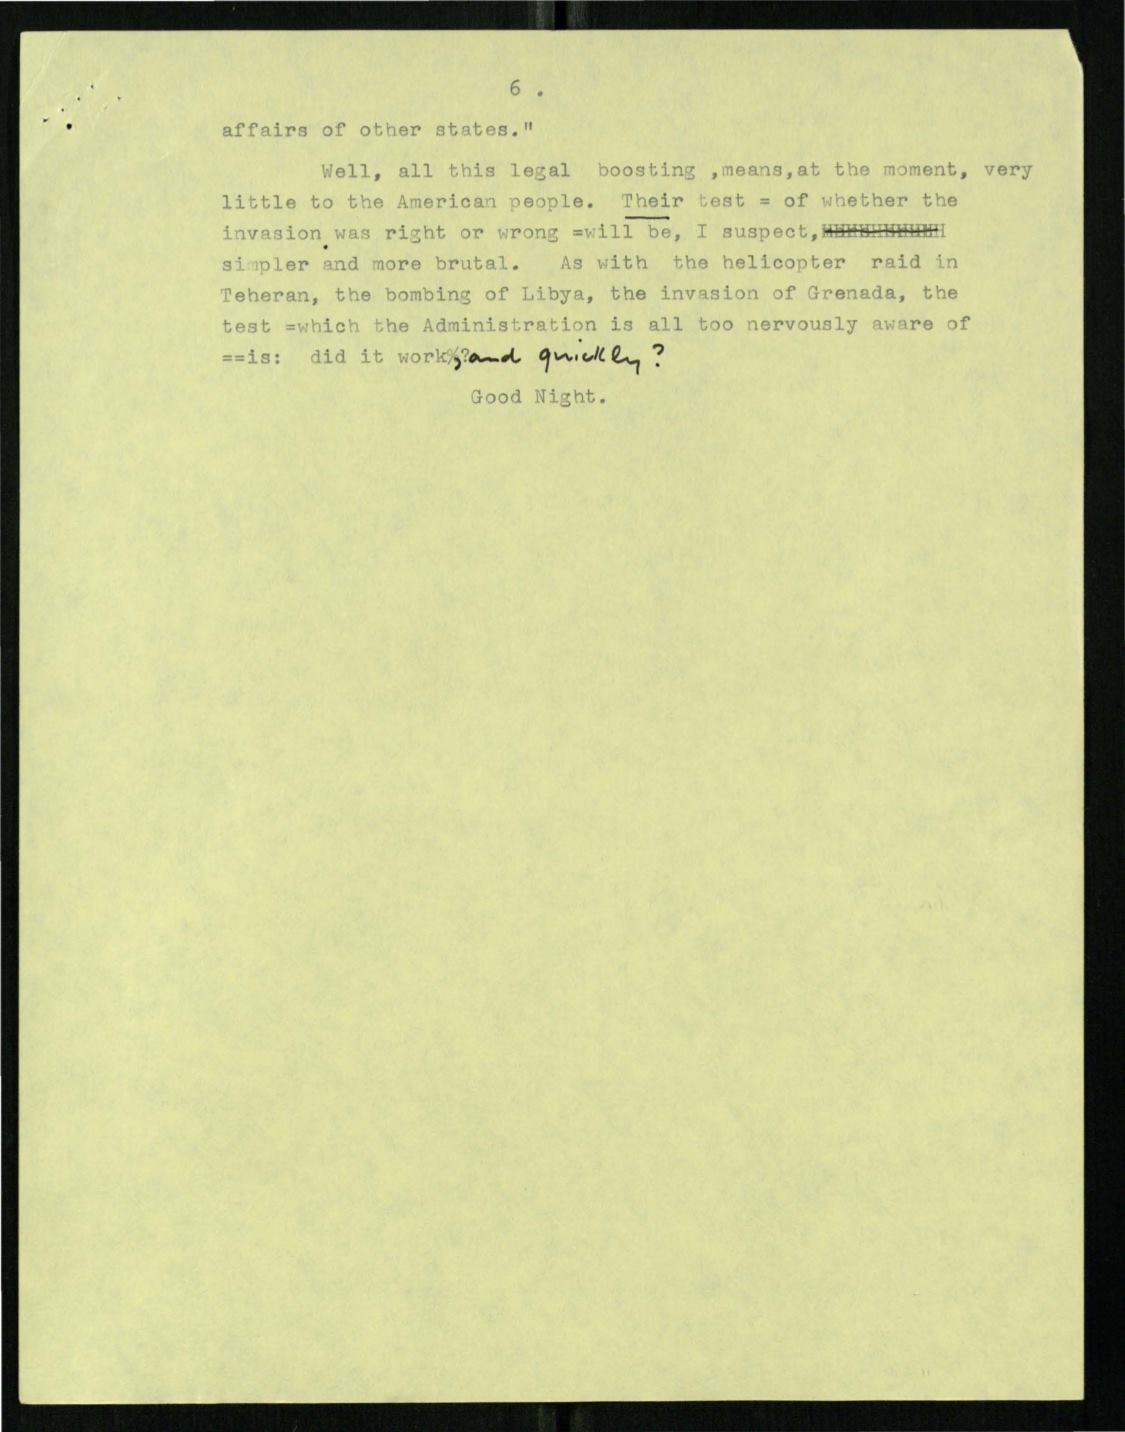 6 .
affairs of other states."
Well, all this legal boosting ,means,at the moment, very
little to the American people. Their test = of whether the
invasion was right or wrong =will be, I suspect,
simpler and more brutal. As with the helicopter raid in
Teheran, the bombing of Libya, the invasion of Grenada, the
test =which the Administration is all too nervously aware of
==is: did it work, and quickly?
Good Night.